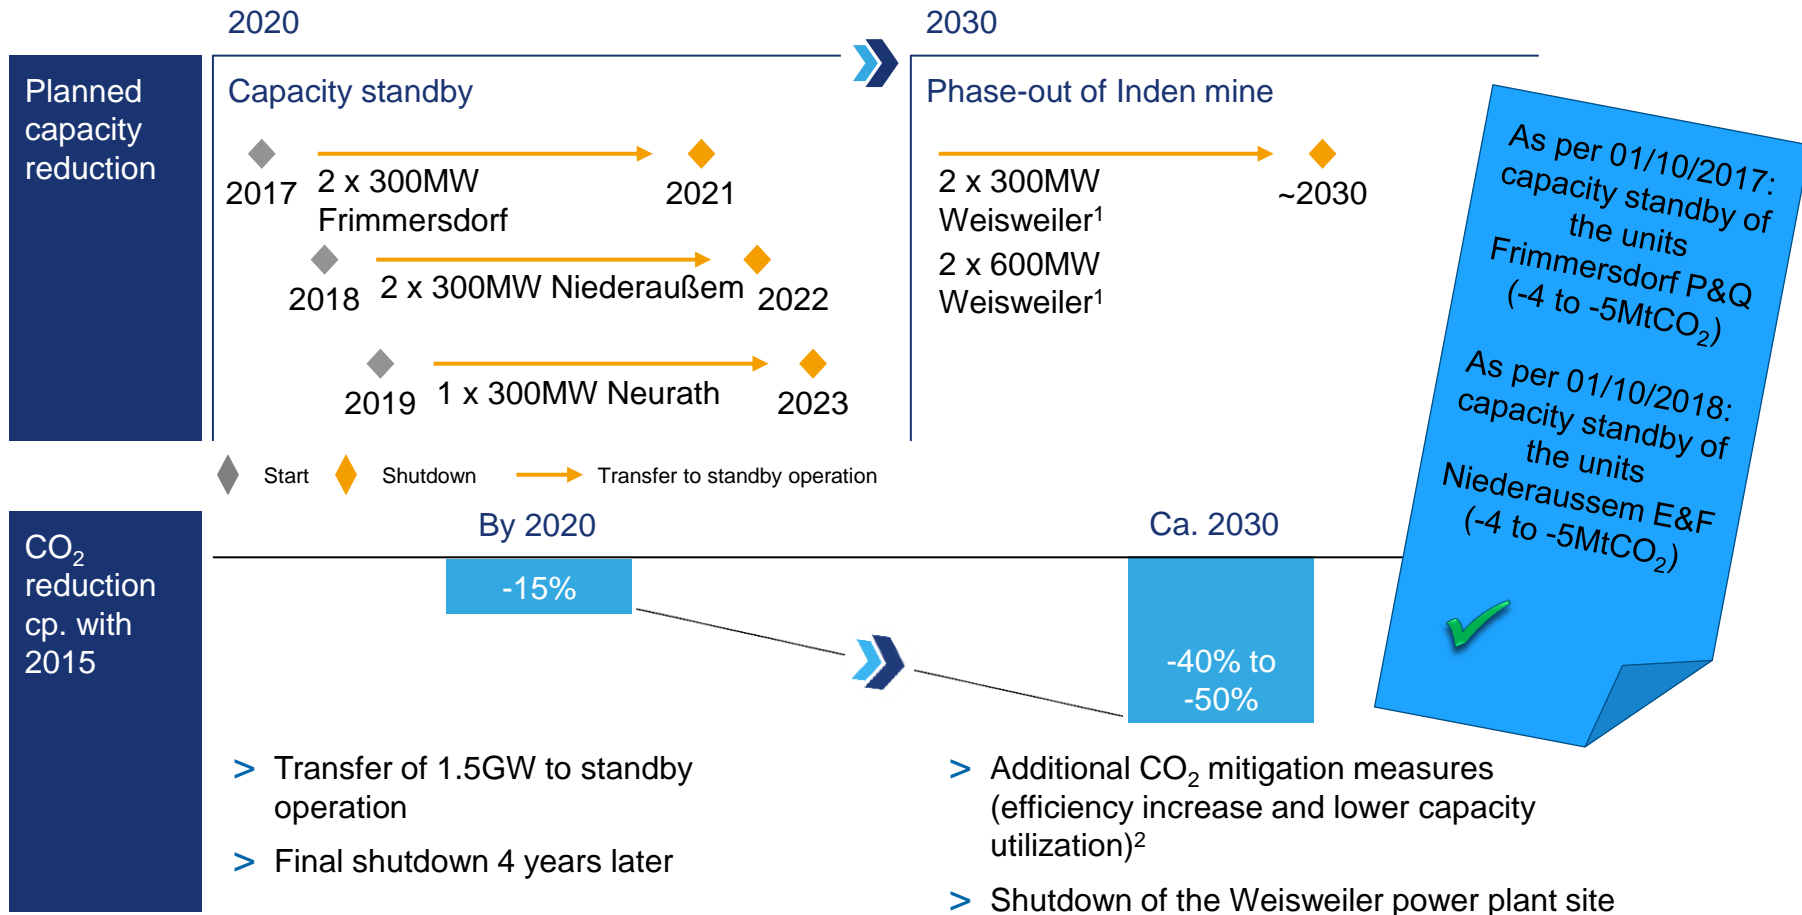 2020
2030
Planned
capacity
reduction
Capacity standby
2017
2 x 300MW
Frimmersdorf
2021
2018
2 x 300MW Niederaußem
2022
2019
1 x 300MW Neurath
2023
Phase-out of Inden mine
2 x 300MW
Weisweiler¹
~2030
2 x 600MW
Weisweiler¹
Start
Shutdown
Transfer to standby operation
As per 01/10/2017:
capacity standby of
the units
Frimmersdorf P&Q
(-4 to -5MtCO₂)
As per 01/10/2018:
capacity standby of
the units
Niederaussem E&F
(-4 to -5MtCO₂)
CO₂
reduction
cp. with
2015
By 2020
Ca. 2030
-15%
-40% to
-50%
> Transfer of 1.5GW to standby
operation
> Final shutdown 4 years later
> Additional CO₂ mitigation measures
(efficiency increase and lower capacity
utilization)²
> Shutdown of the Weisweiler power plant site